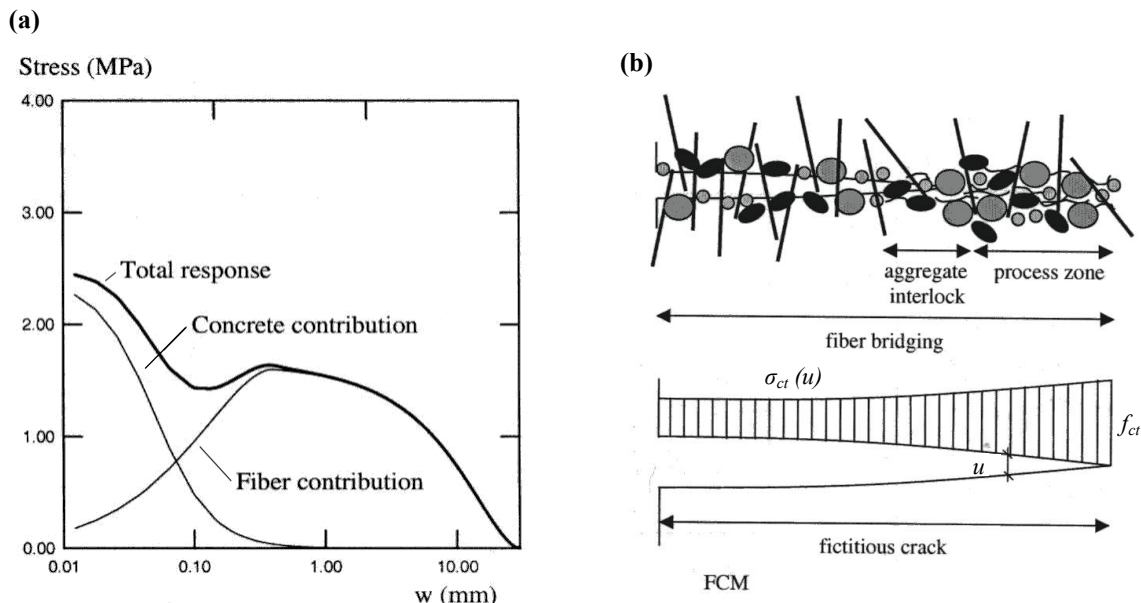 (a)
Stress (MPa)
4.00
3.00
2.00
1.00
0.00
Total response
Concrete contribution
Fiber contribution
0.01
0.10
1.00
10.00
w (mm)
(b)
aggregate
interlock
process zone
fiber bridging
σct (u)
fct
u
fictitious crack
FCM